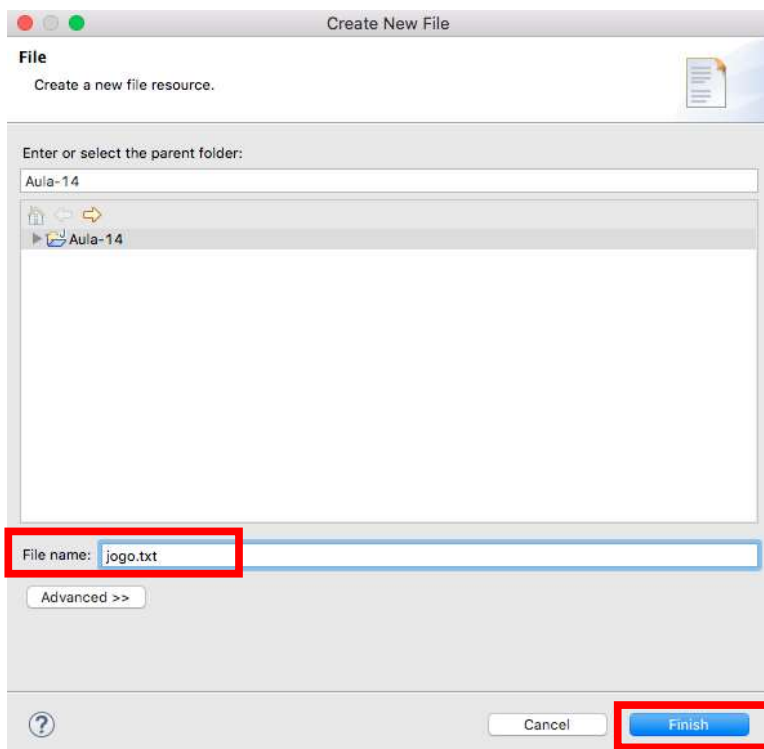 Create New File
File
Create a new file resource.
Enter or select the parent folder:
Aula-14
Aula-14
File name: jogo.txt
Advanced >>
? Cancel Finish